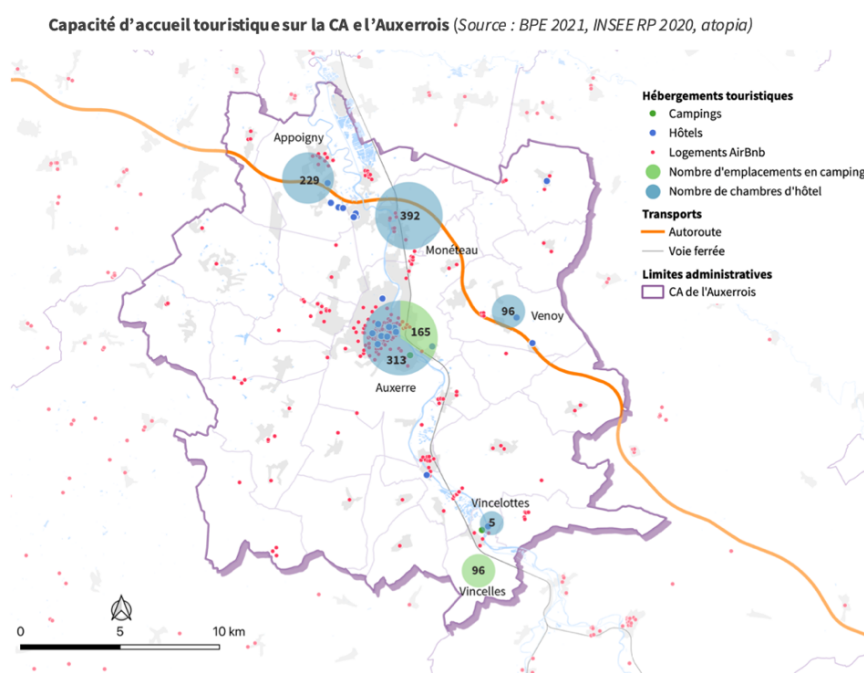 Capacité d'accueil touristique sur la CA e l'Auxerrois (Source : BPE 2021, INSEE RP 2020, atopia)
Hébergements touristiques
Campings
Hôtels
Logements AirBnb
Nombre d'emplacements en camping
Nombre de chambres d'hôtel
Transports
Autoroute
Voie ferrée
Limites administratives
CA de l'Auxerrois
Appoigny
229
392
Monéteau
96
Venoy
165
313
Auxerre
Vincelottes
5
96
Vincelles
0 5 10 km